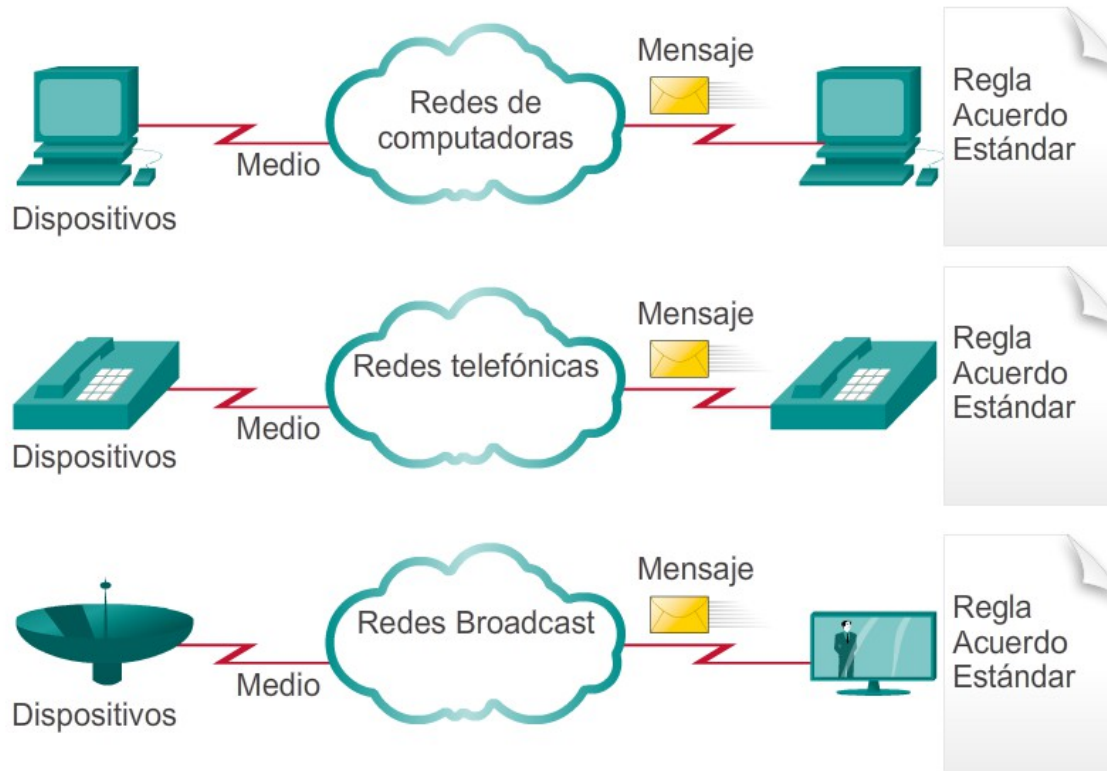 Mensaje
Redes de
computadoras
Medio
Dispositivos
Regla
Acuerdo
Estándar
Mensaje
Redes telefónicas
Medio
Dispositivos
Regla
Acuerdo
Estándar
Mensaje
Redes Broadcast
Medio
Dispositivos
Regla
Acuerdo
Estándar